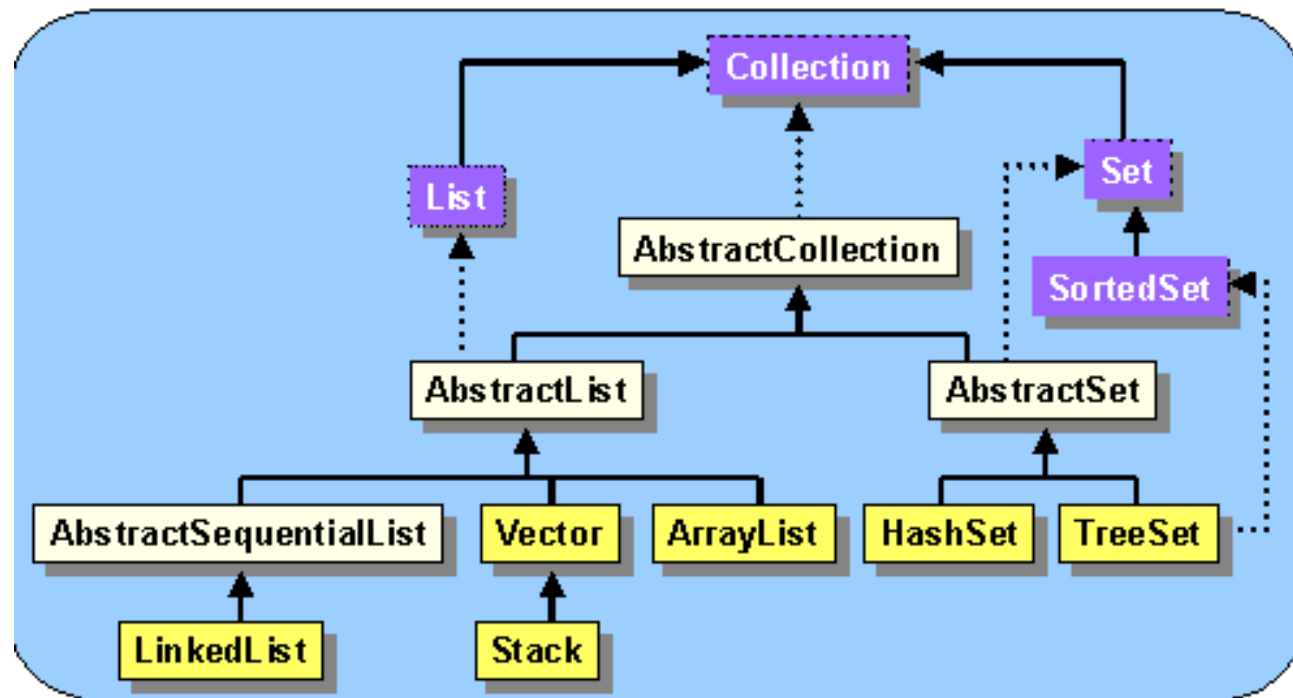 Collection
List
Set
AbstractCollection
SortedSet
AbstractList
AbstractSet
AbstractSequentialList
Vector
ArrayList
HashSet
TreeSet
LinkedList
Stack